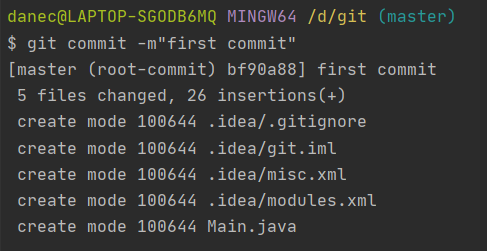 danec@LAPTOP-SGODB6MQ MINGW64 /d/git (master)
$ git commit -m"first commit"
[master (root-commit) bf90a88] first commit
 5 files changed, 26 insertions(+)
 create mode 100644 .idea/.gitignore
 create mode 100644 .idea/git.iml
 create mode 100644 .idea/misc.xml
 create mode 100644 .idea/modules.xml
 create mode 100644 Main.java